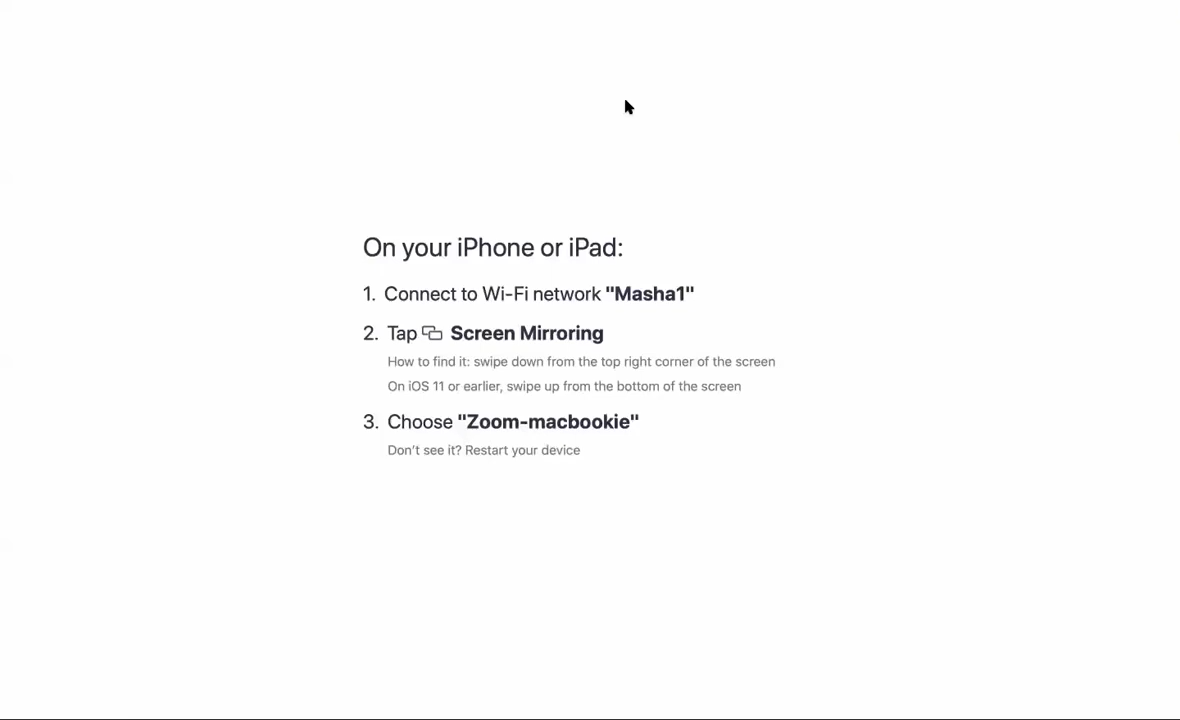 On your iPhone or iPad:
1. Connect to Wi-Fi network "Masha1"
2. Tap Screen Mirroring
How to find it: swipe down from the top right corner of the screen
On iOS 11 or earlier, swipe up from the bottom of the screen
3. Choose "Zoom-macbookie"
Don’t see it? Restart your device